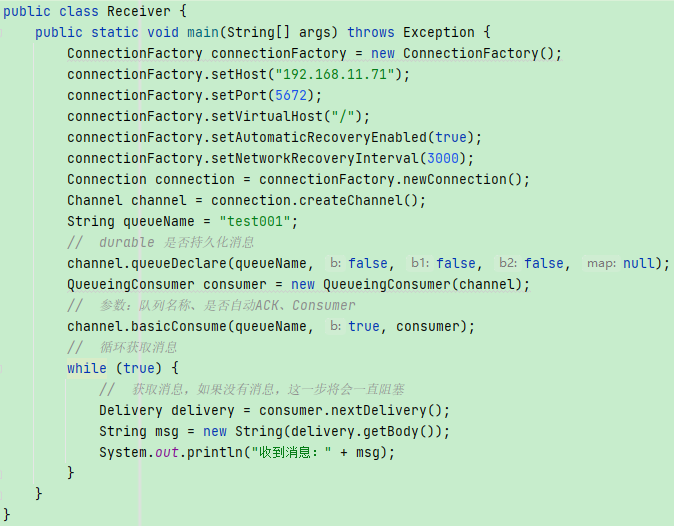 public class Receiver {
public static void main(String[] args) throws Exception {
ConnectionFactory connectionFactory = new ConnectionFactory();
connectionFactory.setHost("192.168.11.71");
connectionFactory.setPort(5672);
connectionFactory.setVirtualHost("/");
connectionFactory.setAutomaticRecoveryEnabled(true);
connectionFactory.setNetworkRecoveryInterval(3000);
Connection connection = connectionFactory.newConnection();
Channel channel = connection.createChannel();
String queueName = "test001";
// durable 是否持久化消息
channel.queueDeclare(queueName, b: false, b1: false, b2: false, map: null);
QueueingConsumer consumer = new QueueingConsumer(channel);
// 参数：队列名称、是否自动ACK、Consumer
channel.basicConsume(queueName, b: true, consumer);
// 循环获取消息
while (true) {
// 获取消息，如果没有消息，这一步将会一直阻塞
Delivery delivery = consumer.nextDelivery();
String msg = new String(delivery.getBody());
System.out.println("收到消息：" + msg);
}
}
}